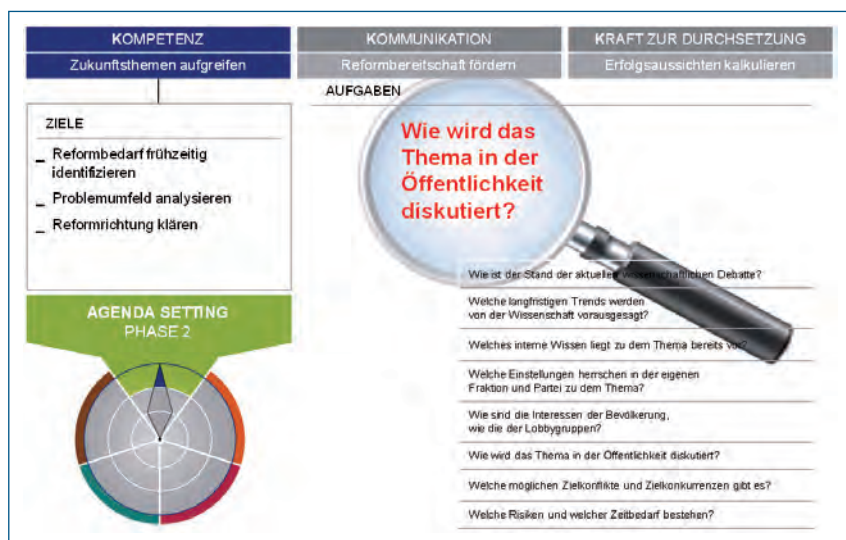 KOMPETENZ
KOMMUNIKATION
KRAFT ZUR DURCHSETZUNG
Zukunftsthemen aufgreifen
Reformbereitschaft fördern
Erfolgsaussichten kalkulieren
ZIELE
_ Reformbedarf frühzeitig
identifizieren
_ Problemumfeld analysieren
_ Reformrichtung klären
AGENDA SETTING
PHASE 2
AUFGABEN
Wie wird das
Thema in der
Öffentlichkeit
diskutiert?
Wie ist der Stand der aktuellen wissenschaftlichen Debatte?
Welche langfristigen Trends werden
von der Wissenschaft vorausgesagt?
Welches interne Wissen liegt zu dem Thema bereits vor?
Welche Einstellungen herrschen in der eigenen
Fraktion und Partei zu dem Thema?
Wie sind die Interessen der Bevölkerung,
wie die der Lobbygruppen?
Wie wird das Thema in der Öffentlichkeit diskutiert?
Welche möglichen Zielkonflikte und Zielkonkurrenzen gibt es?
Welche Risiken und welcher Zeitbedarf bestehen?